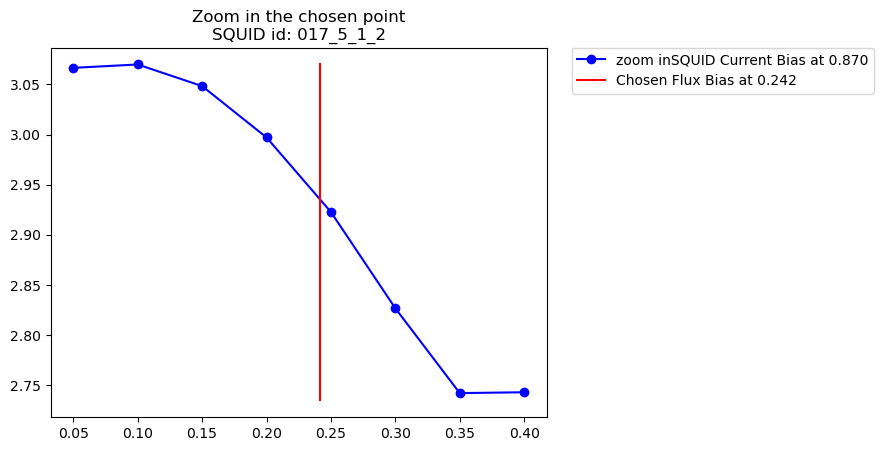 Zoom in the chosen point
SQUID id: 017_5_1_2
zoom inSQUID Current Bias at 0.870
Chosen Flux Bias at 0.242
3.05
3.00
2.95
2.90
2.85
2.80
2.75
0.05 0.10 0.15 0.20 0.25 0.30 0.35 0.40